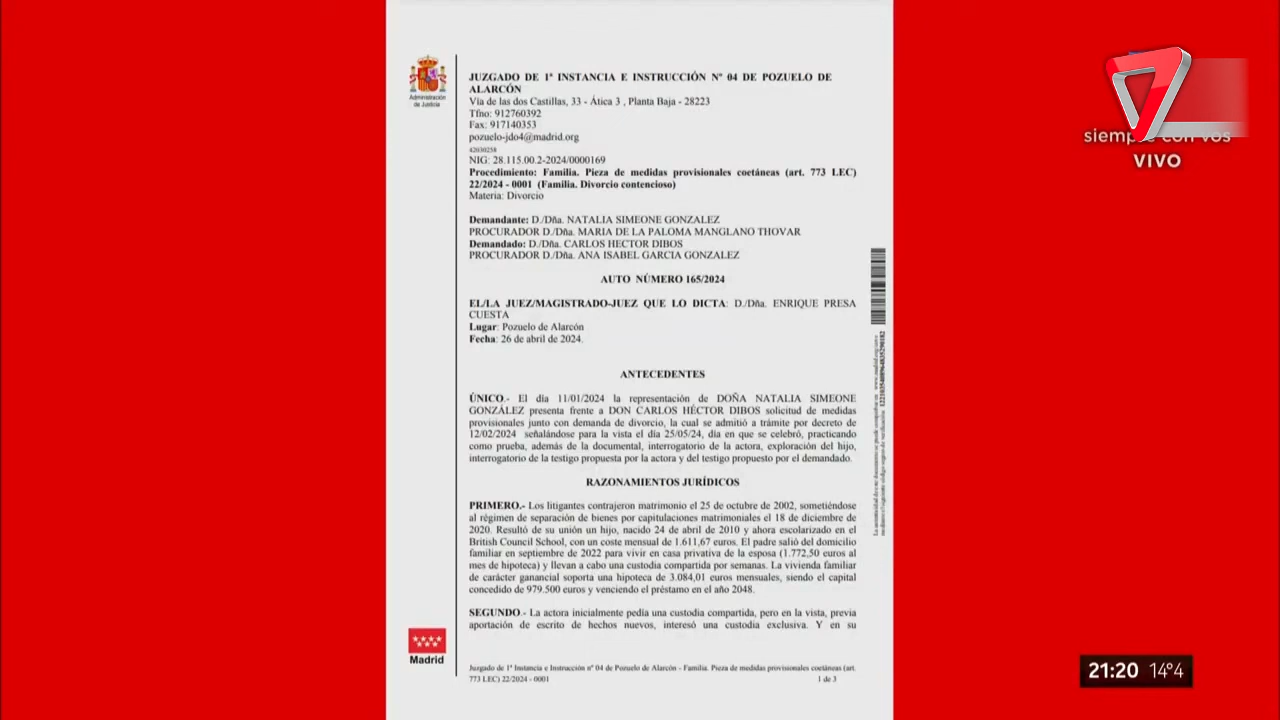 Administración
de Justicia
JUZGADO DE 1ª INSTANCIA E INSTRUCCIÓN Nº 04 DE POZUELO DE
ALARCÓN
Vía de las dos Castillas, 33 - Ática 3 , Planta Baja - 28223
Tfno: 912760392
Fax: 917140353
pozuelo-jdo4@madrid.org
42030258
NIG: 28.115.00.2-2024/0000169
Procedimiento: Familia. Pieza de medidas provisionales coetáneas (art. 773 LEC)
22/2024 - 0001 (Familia. Divorcio contencioso)
Materia: Divorcio
Demandante: D./Dña. NATALIA SIMEONE GONZALEZ
PROCURADOR D./Dña. MARIA DE LA PALOMA MANGLANO THOVAR
Demandado: D./Dña. CARLOS HECTOR DIBOS
PROCURADOR D./Dña. ANA ISABEL GARCIA GONZALEZ
AUTO NÚMERO 165/2024
EL/LA JUEZ/MAGISTRADO-JUEZ QUE LO DICTA: D./Dña. ENRIQUE PRESA
CUESTA
Lugar: Pozuelo de Alarcón
Fecha: 26 de abril de 2024.
ANTECEDENTES
ÚNICO.- El día 11/01/2024 la representación de DOÑA NATALIA SIMEONE
GONZÁLEZ presenta frente a DON CARLOS HÉCTOR DIBOS solicitud de medidas
provisionales junto con demanda de divorcio, la cual se admitió a trámite por decreto de
12/02/2024 señalándose para la vista el día 25/05/24, día en que se celebró, practicando
como prueba, además de la documental, interrogatorio de la actora, exploración del hijo,
interrogatorio de la testigo propuesta por la actora y del testigo propuesto por el demandado.
RAZONAMIENTOS JURÍDICOS
PRIMERO.- Los litigantes contrajeron matrimonio el 25 de octubre de 2002, sometiéndose
al régimen de separación de bienes por capitulaciones matrimoniales el 18 de diciembre de
2020. Resultó de su unión un hijo, nacido 24 de abril de 2010 y ahora escolarizado en el
British Council School, con un coste mensual de 1.611,67 euros. El padre salió del domicilio
familiar en septiembre de 2022 para vivir en casa privativa de la esposa (1.772,50 euros al
mes de hipoteca) y llevan a cabo una custodia compartida por semanas. La vivienda familiar
de carácter ganancial soporta una hipoteca de 3.084,01 euros mensuales, siendo el capital
concedido de 979.500 euros y venciendo el préstamo en el año 2048.
SEGUNDO.- La actora inicialmente pedía una custodia compartida, pero en la vista, previa
aportación de escrito de hechos nuevos, interesó una custodia exclusiva. Y en su
Madrid
Juzgado de 1ª Instancia e Instrucción nº 04 de Pozuelo de Alarcón - Familia. Pieza de medidas provisionales coetáneas (art.
773 LEC) 22/2024 - 0001
1 de 3
siempre con vos
VIVO
21:20 14°4